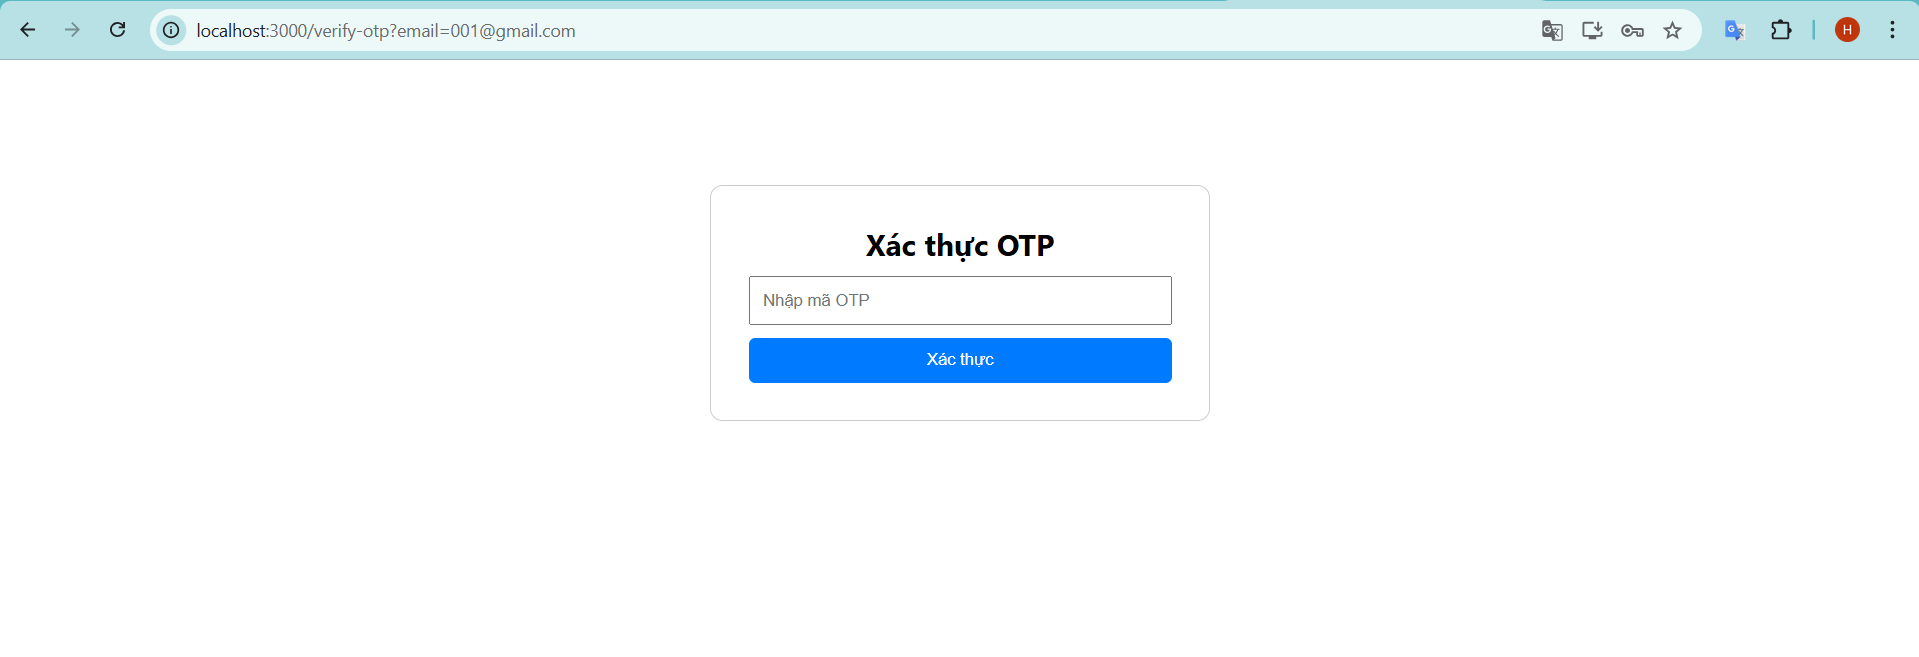 localhost:3000/verify-otp?email=001@gmail.com
H
Xác thực OTP
Nhập mã OTP
Xác thực